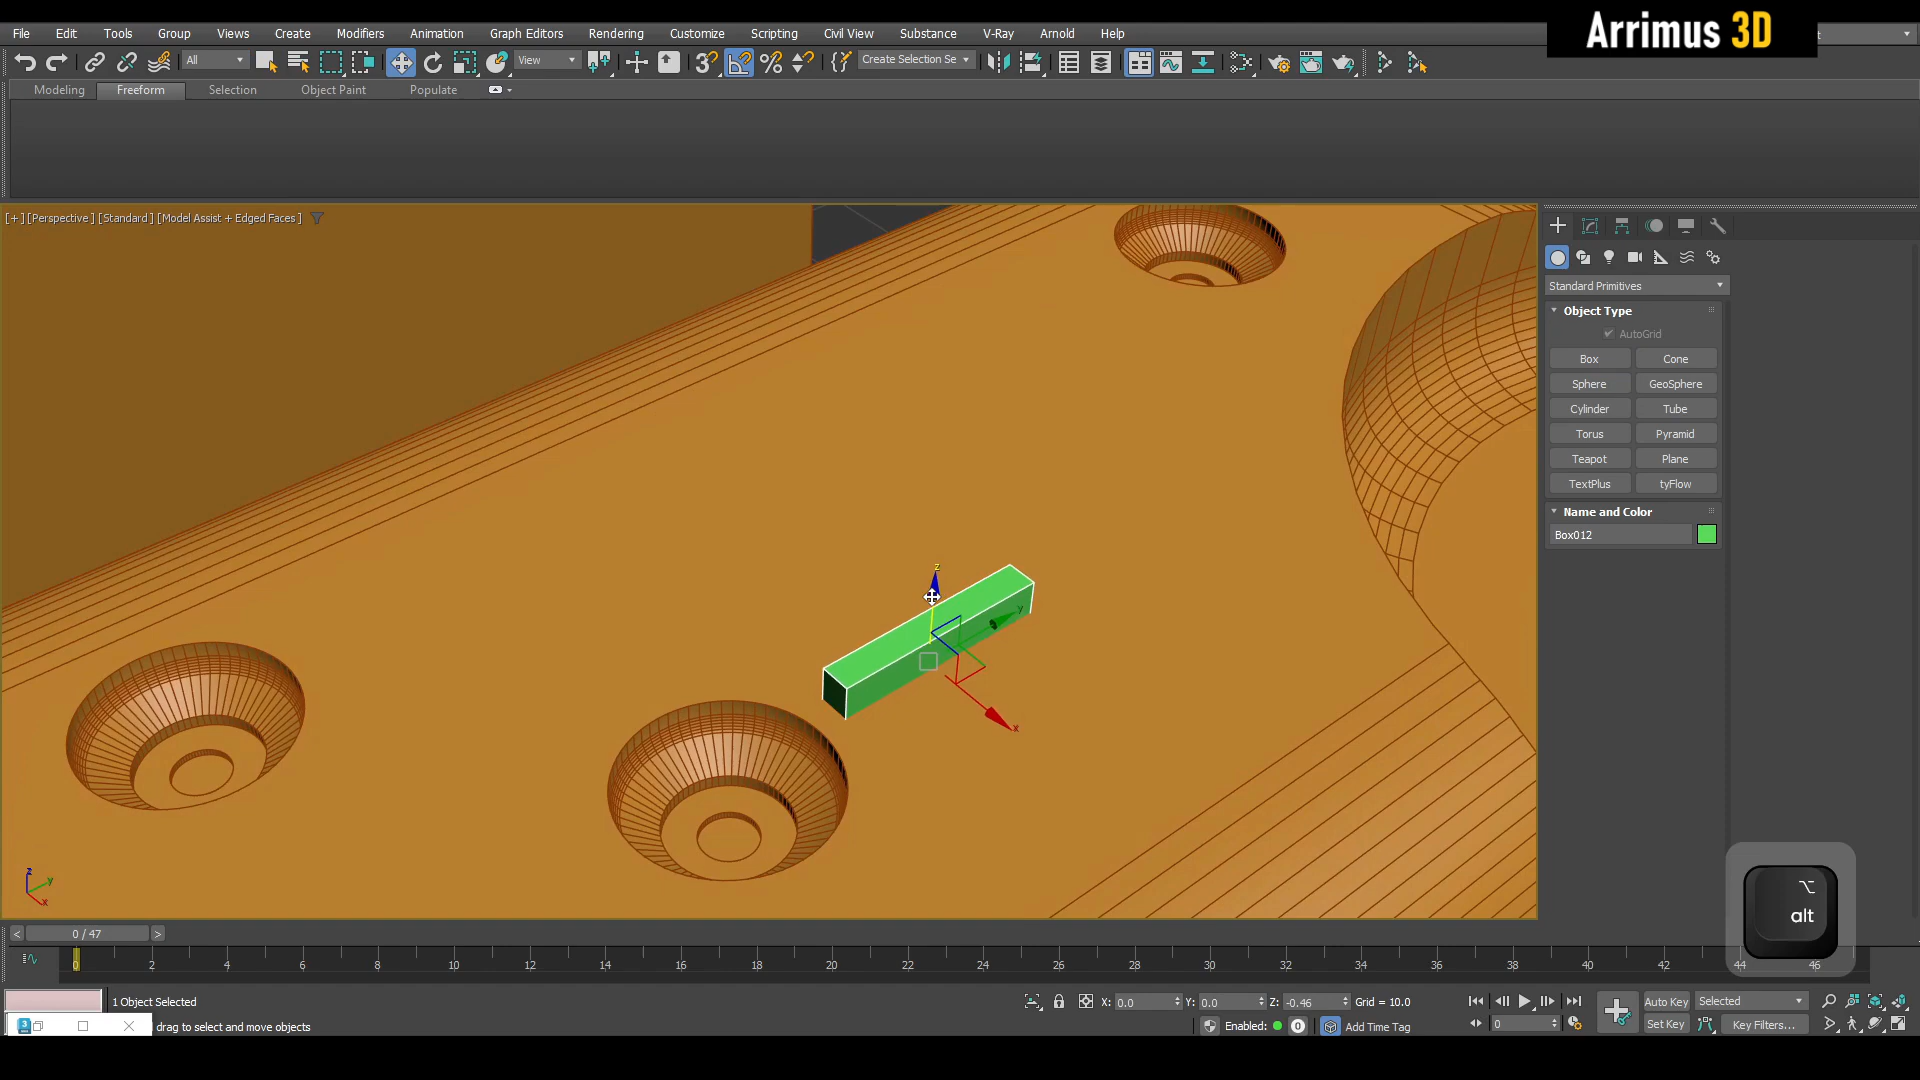 Arrimus 3D
File Edit Tools Group Views Create Modifiers Animation Graph Editors Rendering Customize Scripting Civil View Substance V-Ray Arnold Help
All View Create Selection Se
Modeling Freeform Selection Object Paint Populate
[+] [Perspective] [Standard] [Model Assist + Edged Faces]
Standard Primitives
Object Type
AutoGrid
Box Cone
Sphere GeoSphere
Cylinder Tube
Torus Pyramid
Teapot Plane
TextPlus tyFlow
Name and Color
Box012
z
y
x
z
y
x
alt
< 0 / 47 >
0 2 4 6 8 10 12 14 16 18 20 22 24 26 28 30 32 34 36 38 40 42 44 46
1 Object Selected X: 0.0 Y: 0.0 Z: -0.46 Grid = 10.0 Auto Key Selected
3 drag to select and move objects Enabled: 0 Add Time Tag 0 Set Key Key Filters...